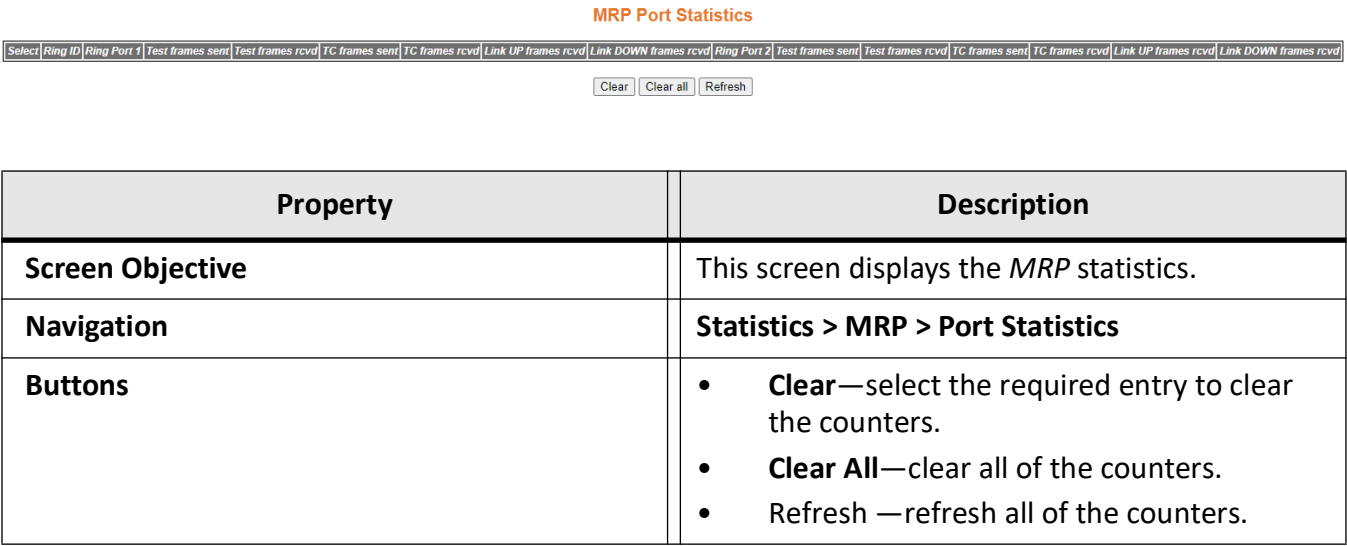 MRP Port Statistics
Select Ring ID Ring Port 1 Test frames sent Test frames rcvd TC frames sent TC frames rcvd Link UP frames rcvd Link DOWN frames rcvd Ring Port 2 Test frames sent Test frames rcvd TC frames sent TC frames rcvd Link UP frames rcvd Link DOWN frames rcvd
Clear Clear all Refresh
Property Description
Screen Objective This screen displays the MRP statistics.
Navigation Statistics > MRP > Port Statistics
Buttons • Clear—select the required entry to clear
the counters.
• Clear All—clear all of the counters.
• Refresh —refresh all of the counters.